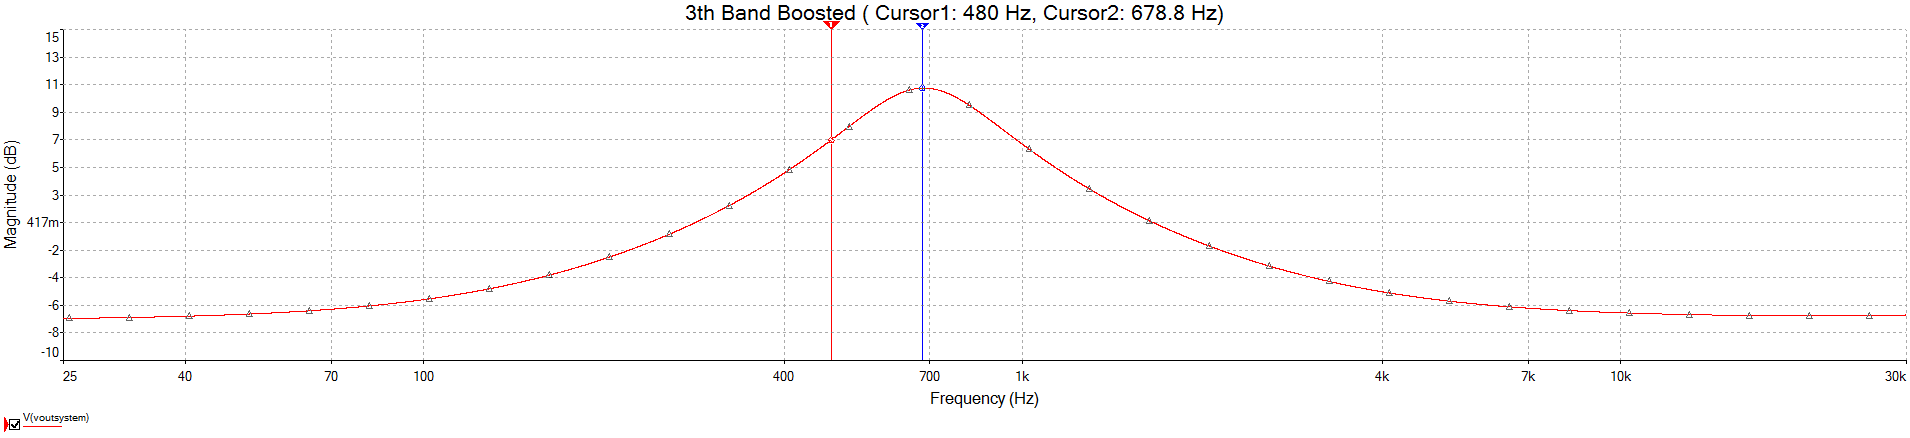 3th Band Boosted ( Cursor1: 480 Hz, Cursor2: 678.8 Hz)
1
2
15
13
11
9
7
5
3
417m
-2
-4
-6
-8
-10
Magnitude (dB)
25 40 70 100 400 700 1k 4k 7k 10k 30k
Frequency (Hz)
V(voutsystem)